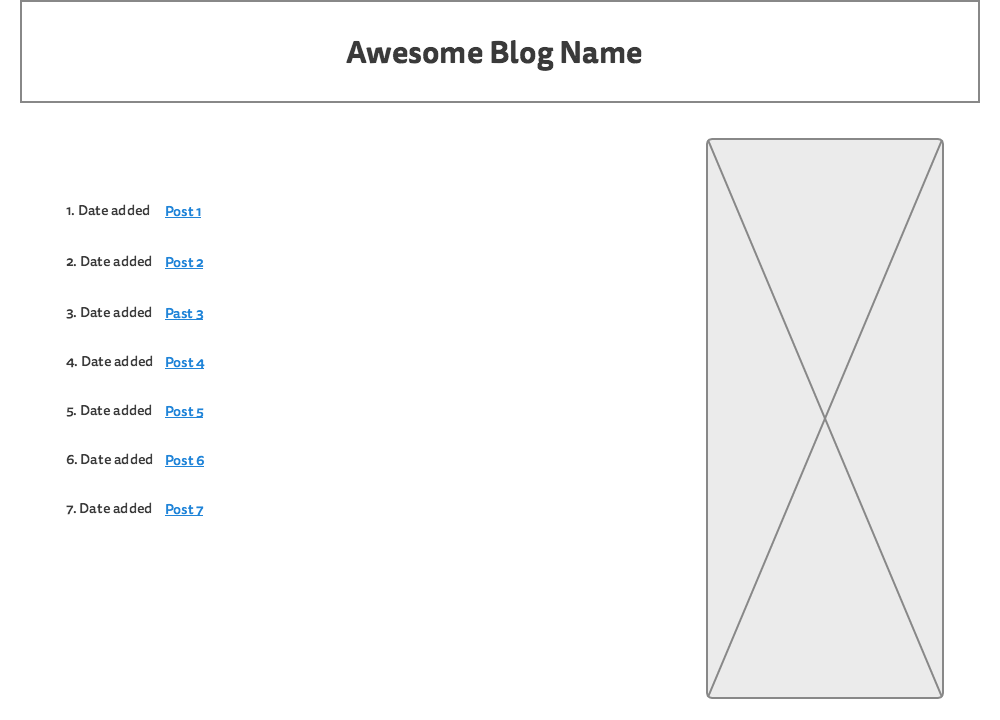 Awesome Blog Name
1. Date added Post 1
2. Date added Post 2
3. Date added Past 3
4. Date added Post 4
5. Date added Post 5
6. Date added Post 6
7. Date added Post 7